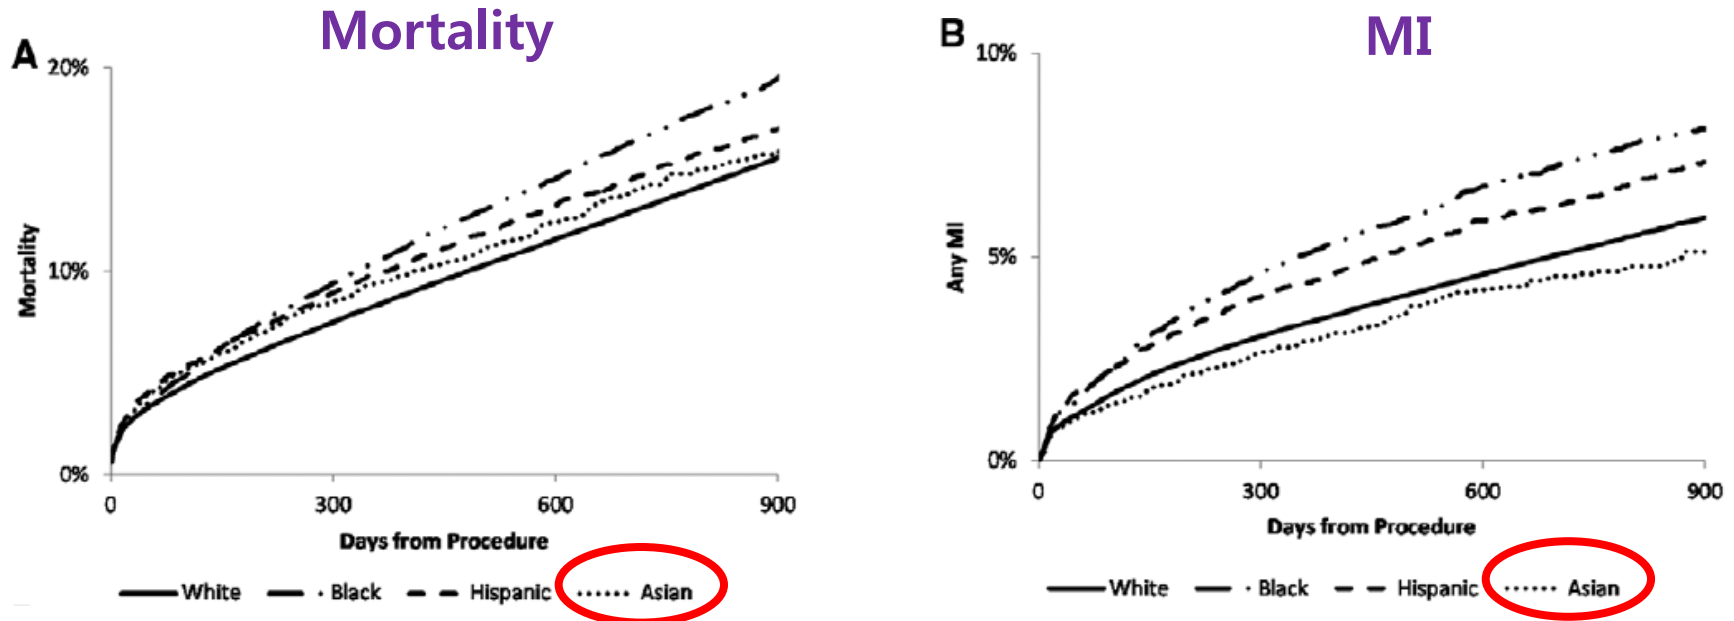 A
Mortality
20%
10%
0%
Mortality
0
300
600
900
Days from Procedure
White
Black
Hispanic
Asian
B
MI
10%
5%
0%
Any MI
0
300
600
900
Days from Procedure
White
Black
Hispanic
Asian